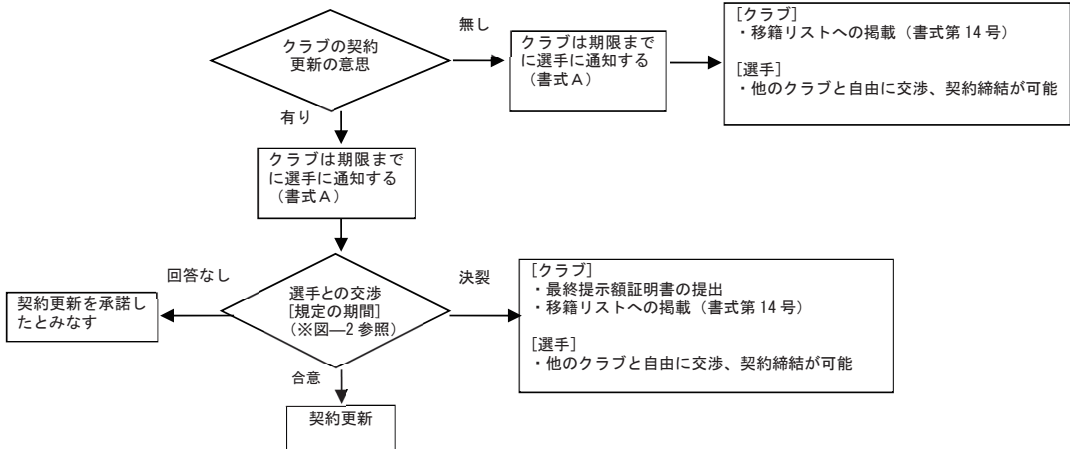 クラブの契約
更新の意思
無し
クラブは期限まで
に選手に通知する
（書式A）
[クラブ]
・移籍リストへの掲載（書式第14号）
[選手]
・他のクラブと自由に交渉、契約締結が可能
有り
クラブは期限まで
に選手に通知する
（書式A）
回答なし
契約更新を承諾し
たとみなす
選手との交渉
[規定の期間]
（※図―2参照）
決裂
[クラブ]
・最終提示額証明書の提出
・移籍リストへの掲載（書式第14号）
[選手]
・他のクラブと自由に交渉、契約締結が可能
合意
契約更新